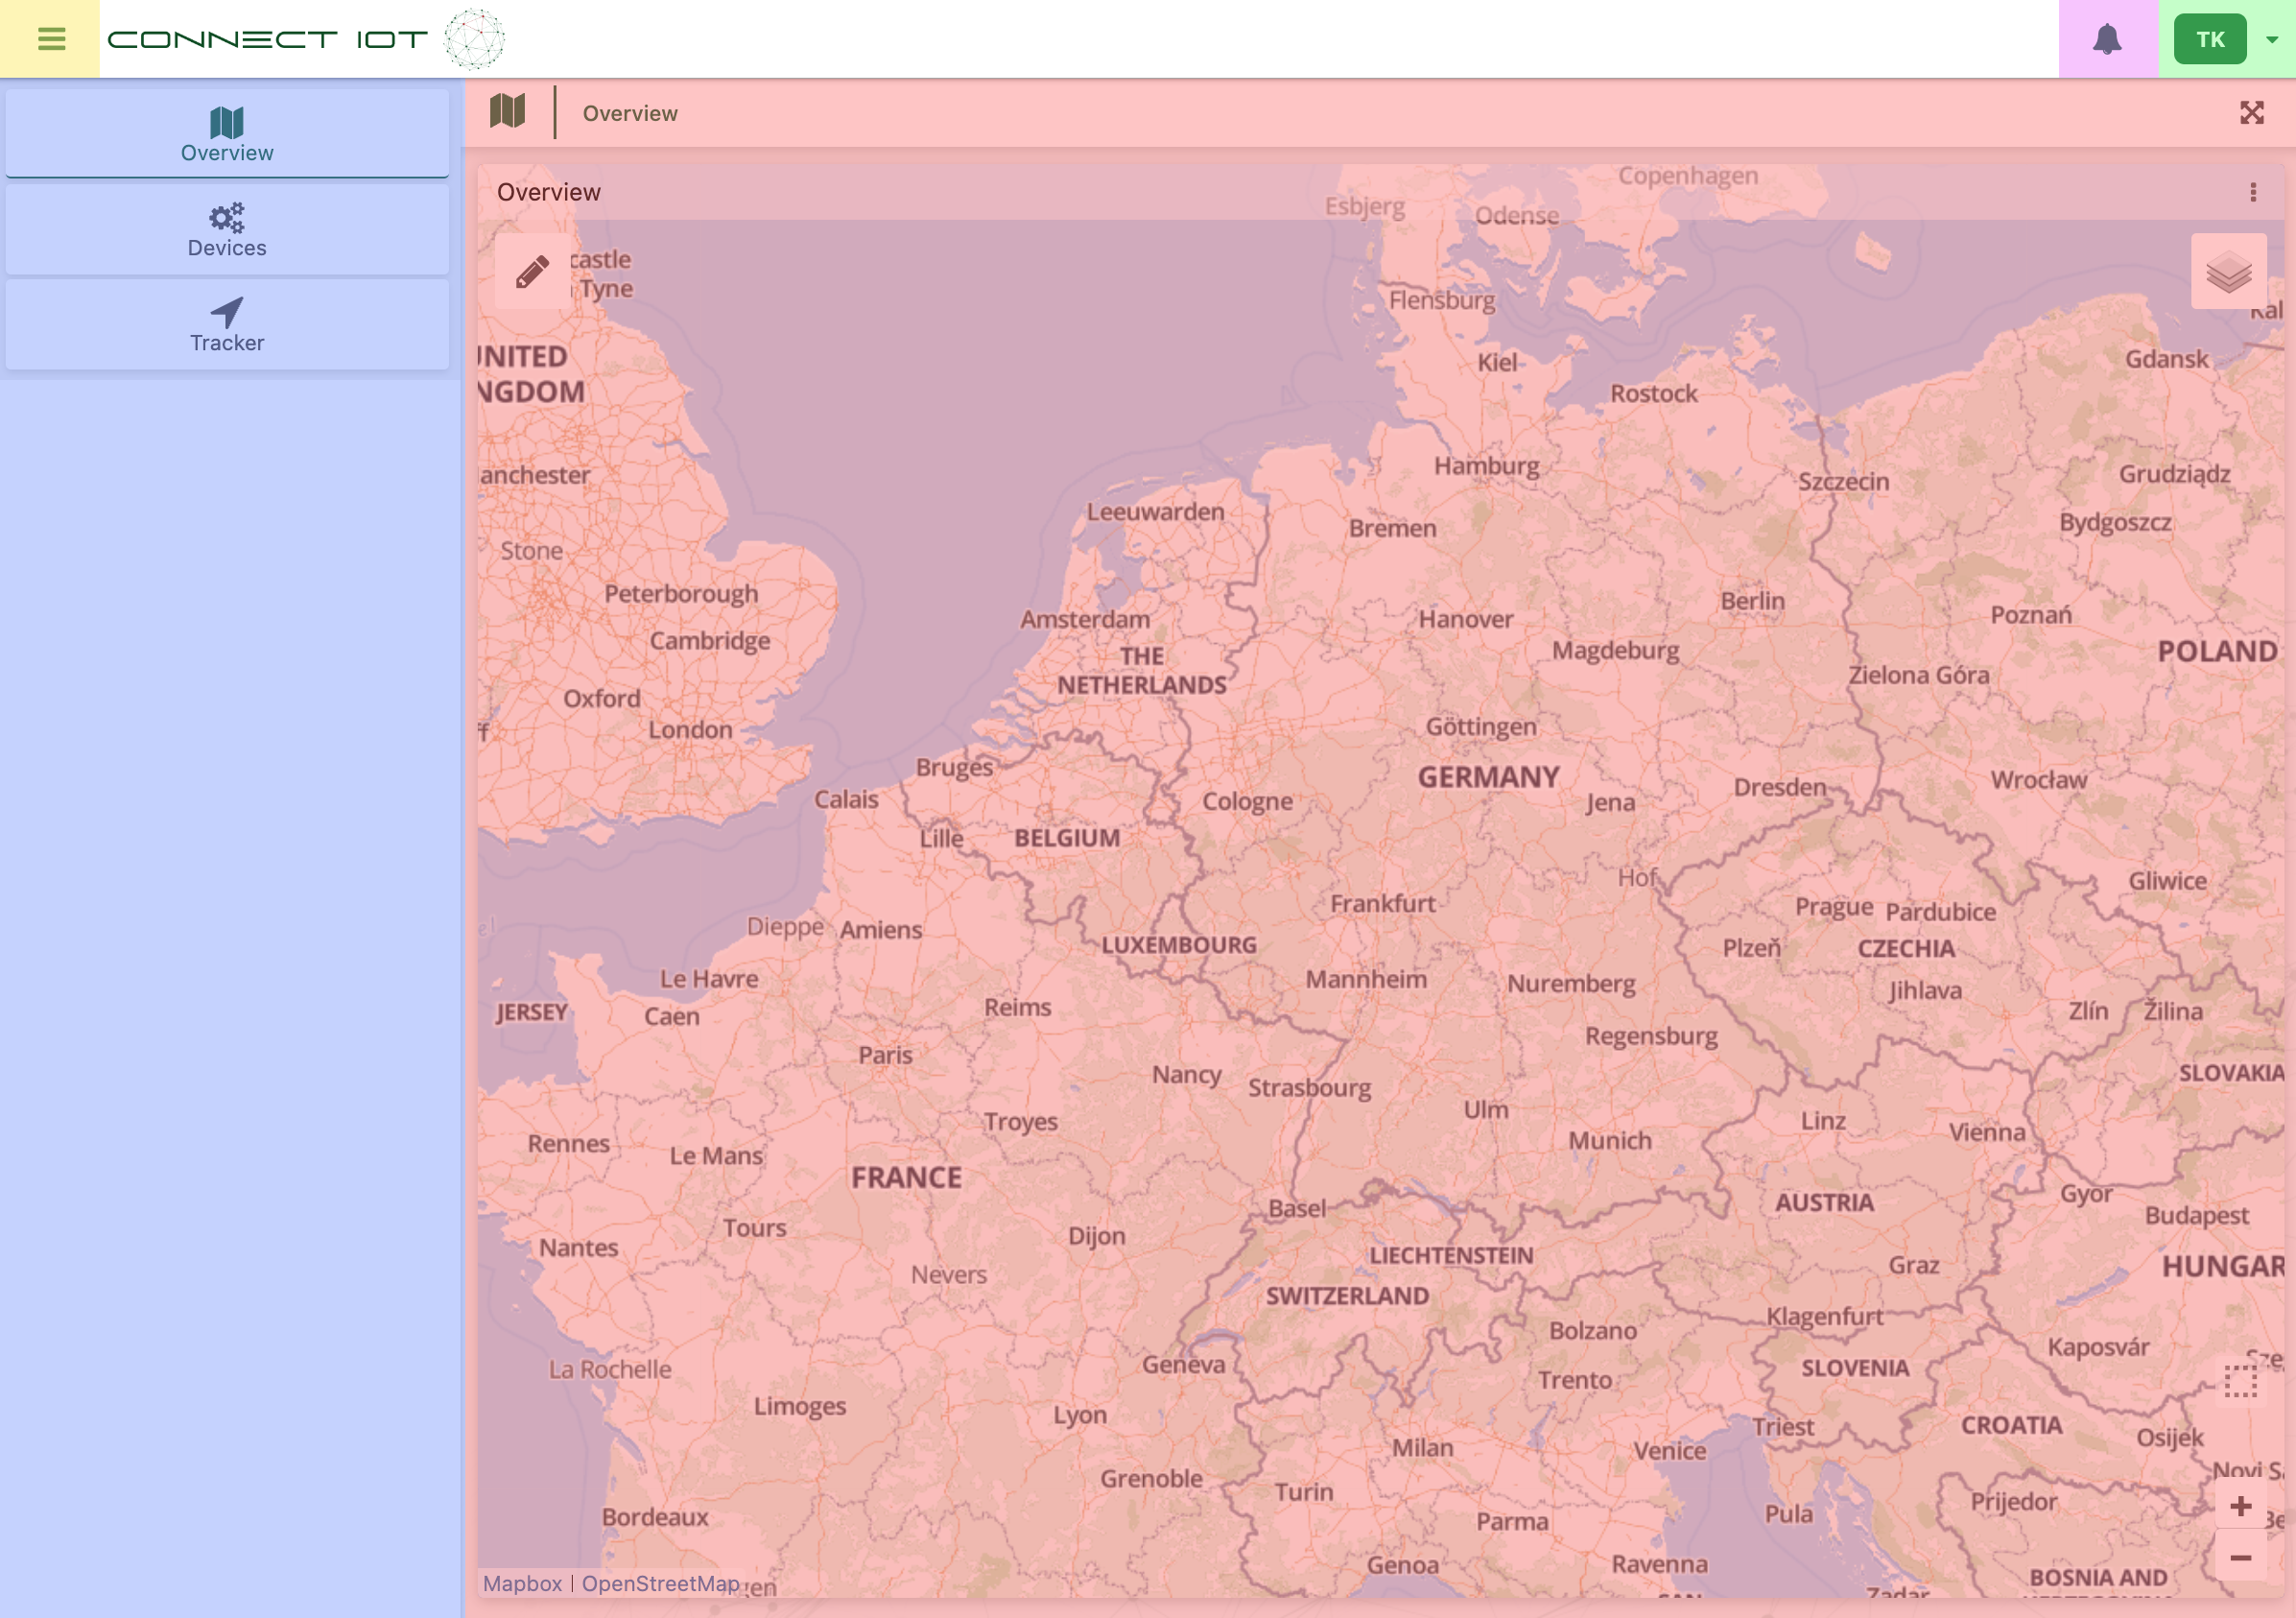 CONNECT IOT
TK
Overview
Devices
Tracker
Overview
Overview
Copenhagen
Esbjerg
Odense
castle
Tyne
Flensburg
Kal
UNITED
NGDOM
Kiel
Gdansk
Rostock
anchester
Hamburg
Szczecin
Grudziądz
Leeuwarden
Bremen
Bydgoszcz
Stone
Peterborough
Berlin
Amsterdam
Hanover
Poznań
Cambridge
THE
NETHERLANDS
Magdeburg
POLAND
Zielona Góra
Oxford
London
Göttingen
Bruges
GERMANY
Dresden
Wrocław
Calais
Cologne
Jena
Lille
BELGIUM
Hof
Gliwice
Frankfurt
Prague
Pardubice
Dieppe
Amiens
LUXEMBOURG
Plzeň
CZECHIA
Le Havre
Mannheim
Nuremberg
Jihlava
JERSEY
Caen
Reims
Zlín
Žilina
Regensburg
Paris
Nancy
Strasbourg
SLOVAKIA
Troyes
Ulm
Linz
Rennes
Le Mans
Munich
Vienna
FRANCE
Basel
AUSTRIA
Gyor
Tours
Dijon
Budapest
Nantes
LIECHTENSTEIN
Nevers
Graz
HUNGAR
SWITZERLAND
Klagenfurt
Bolzano
Kaposvár
La Rochelle
Geneva
Trento
SLOVENIA
Sze
Limoges
Lyon
Triest
CROATIA
Milan
Venice
Osijek
Grenoble
Turin
Novi Sa
Bordeaux
Parma
Pula
Prijedor
Be
Genoa
Ravenna
Mapbox | OpenStreetMap
gen
BOSNIA AND
Zadar